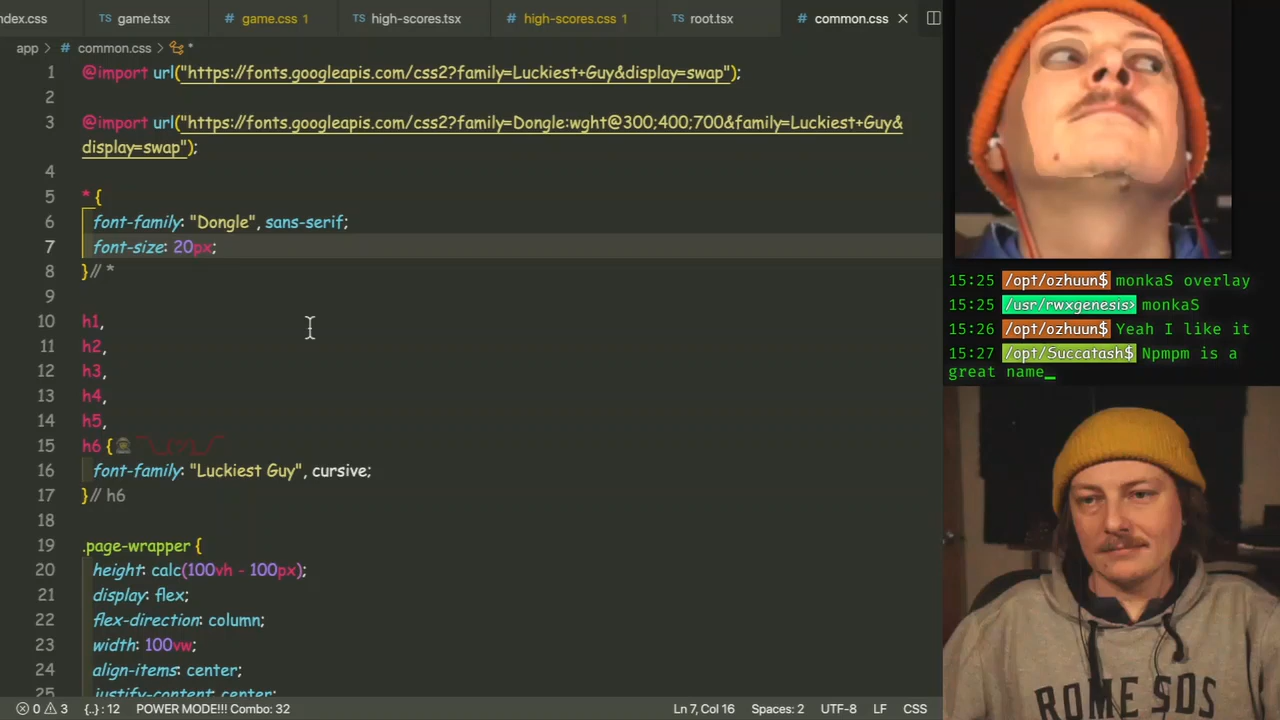 ndex.css
game.tsx
game.css 1
high-scores.tsx
high-scores.css 1
root.tsx
common.css
app > # common.css > *
1 @import url("https://fonts.googleapis.com/css2?family=Luckiest+Guy&display=swap");
2
3 @import url("https://fonts.googleapis.com/css2?family=Dongle:wght@300;400;700&family=Luckiest+Guy&
display=swap");
4
5 * {
6 font-family: "Dongle", sans-serif;
7 font-size: 20px;
8 }// *
9
10 h1,
11 h2,
12 h3,
13 h4,
14 h5,
15 h6 {
16 font-family: "Luckiest Guy", cursive;
17 }// h6
18
19 .page-wrapper {
20 height: calc(100vh - 100px);
21 display: flex;
22 flex-direction: column;
23 width: 100vw;
24 align-items: center;
25 justify-content: center;
0 3 {..} : 12 POWER MODE!!! Combo: 32 Ln 7, Col 16 Spaces: 2 UTF-8 LF CSS
15:25 /opt/ozhuun$ monkaS overlay
15:25 /usr/rwxgenesis> monkaS
15:26 /opt/ozhuun$ Yeah I like it
15:27 /opt/Succatash$ Npmpm is a
great name_
ROME SDS